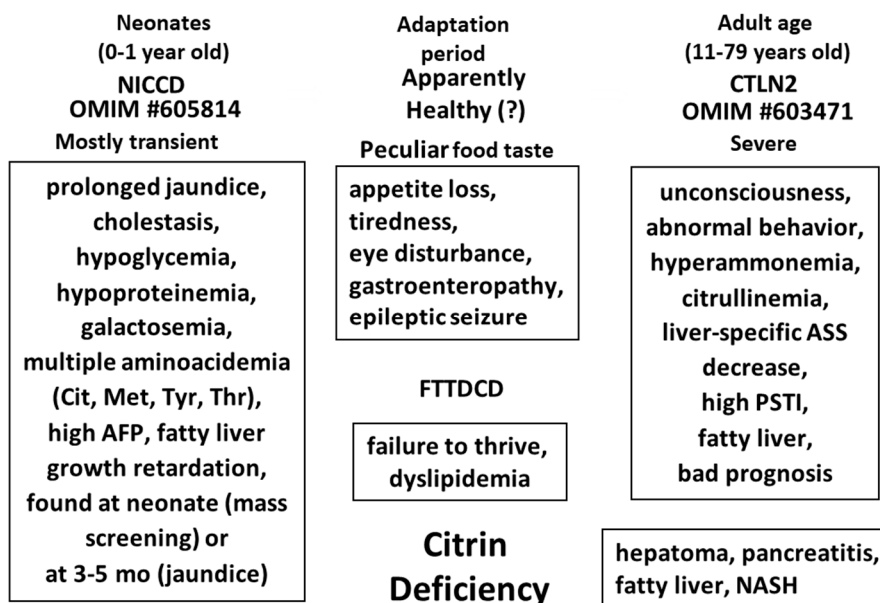 Neonates
(0-1 year old)
NICCD
OMIM #605814
Mostly transient
prolonged jaundice,
cholestasis,
hypoglycemia,
hypoproteinemia,
galactosemia,
multiple aminoacidemia
(Cit, Met, Tyr, Thr),
high AFP, fatty liver
growth retardation,
found at neonate (mass
screening) or
at 3-5 mo (jaundice)
Adaptation
period
Apparently
Healthy (?)
Peculiar food taste
appetite loss,
tiredness,
eye disturbance,
gastroenteropathy,
epileptic seizure
FTTDCD
failure to thrive,
dyslipidemia
Citrin
Deficiency
Adult age
(11-79 years old)
CTLN2
OMIM #603471
Severe
unconsciousness,
abnormal behavior,
hyperammonemia,
citrullinemia,
liver-specific ASS
decrease,
high PSTI,
fatty liver,
bad prognosis
hepatoma, pancreatitis,
fatty liver, NASH